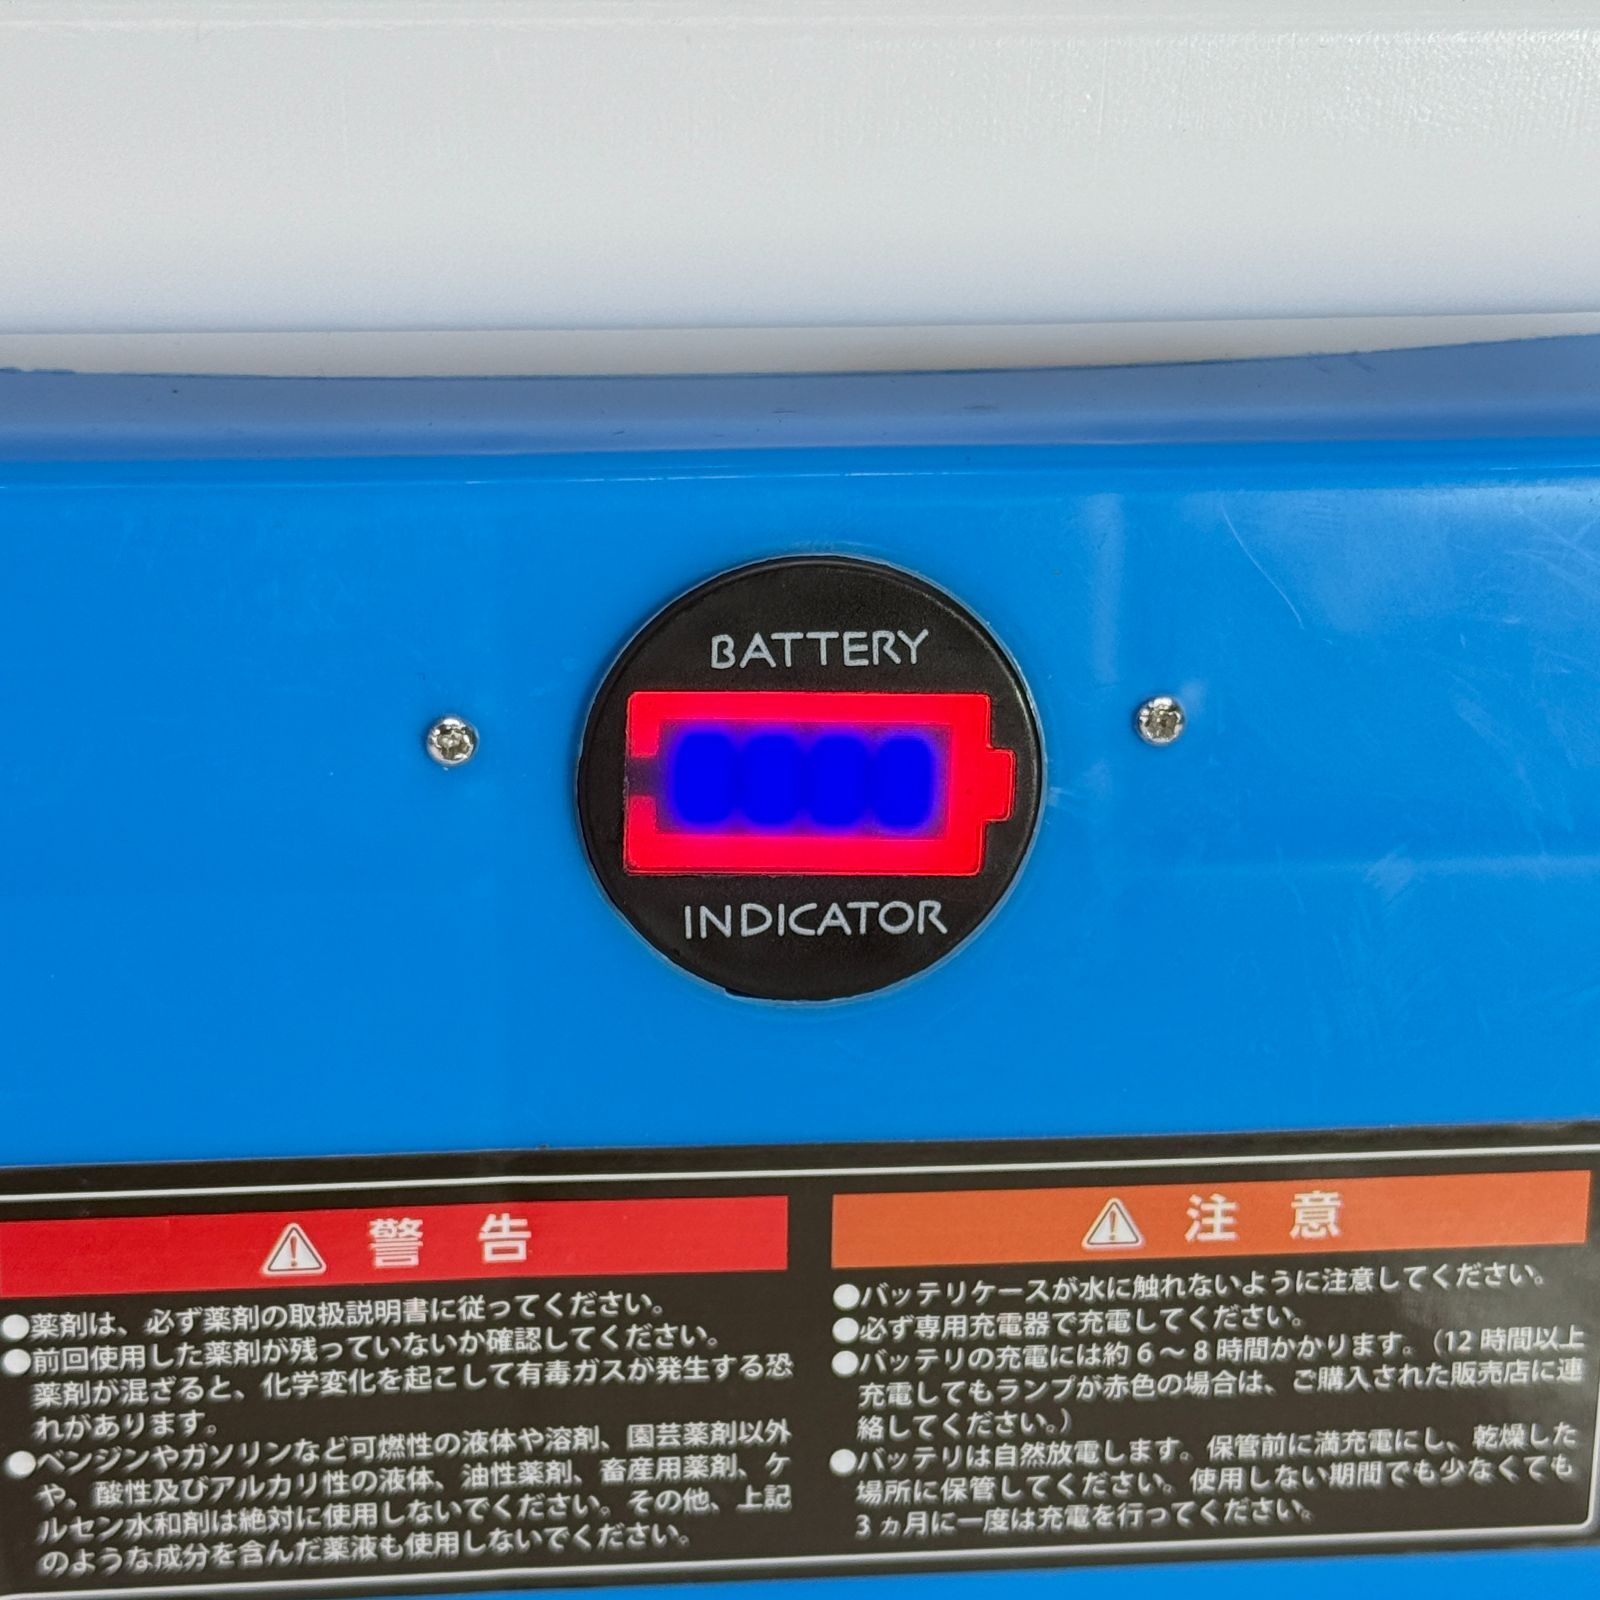 BATTERY
INDICATOR
警告
●薬剤は、必ず薬剤の取扱説明書に従ってください。
●前回使用した薬剤が残っていないか確認してください。
薬剤が混ざると、化学変化を起こして有毒ガスが発生する恐
れがあります。
●ベンジンやガソリンなど可燃性の液体や溶剤、園芸薬剤以外
や、酸性及びアルカリ性の液体、油性薬剤、畜産用薬剤、ケ
ルセン水和剤は絶対に使用しないでください。その他、上記
のような成分を含んだ薬液も使用しないでください。
注意
●バッテリケースが水に触れないように注意してください。
●必ず専用充電器で充電してください。
●バッテリの充電には約6～8時間かかります。（12時間以上
充電してもランプが赤色の場合は、ご購入された販売店に連
絡してください。）
●バッテリは自然放電します。保管前に満充電にし、乾燥した
場所に保管してください。使用しない期間でも少なくても
3ヵ月に一度は充電を行ってください。